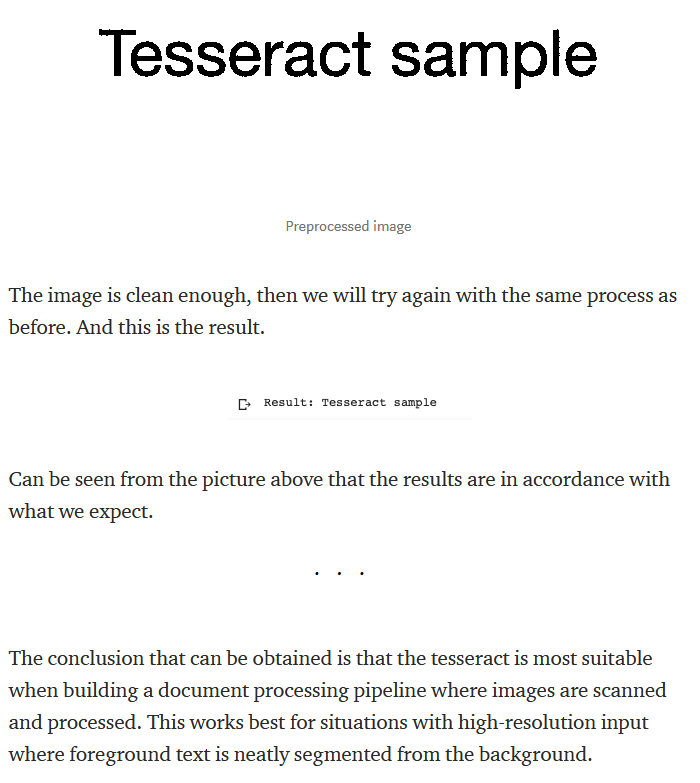 Tesseract sample
Preprocessed image
The image is clean enough, then we will try again with the same process as
before. And this is the result.
Result: Tesseract sample
Can be seen from the picture above that the results are in accordance with
what we expect.
. . .
The conclusion that can be obtained is that the tesseract is most suitable
when building a document processing pipeline where images are scanned
and processed. This works best for situations with high-resolution input
where foreground text is neatly segmented from the background.